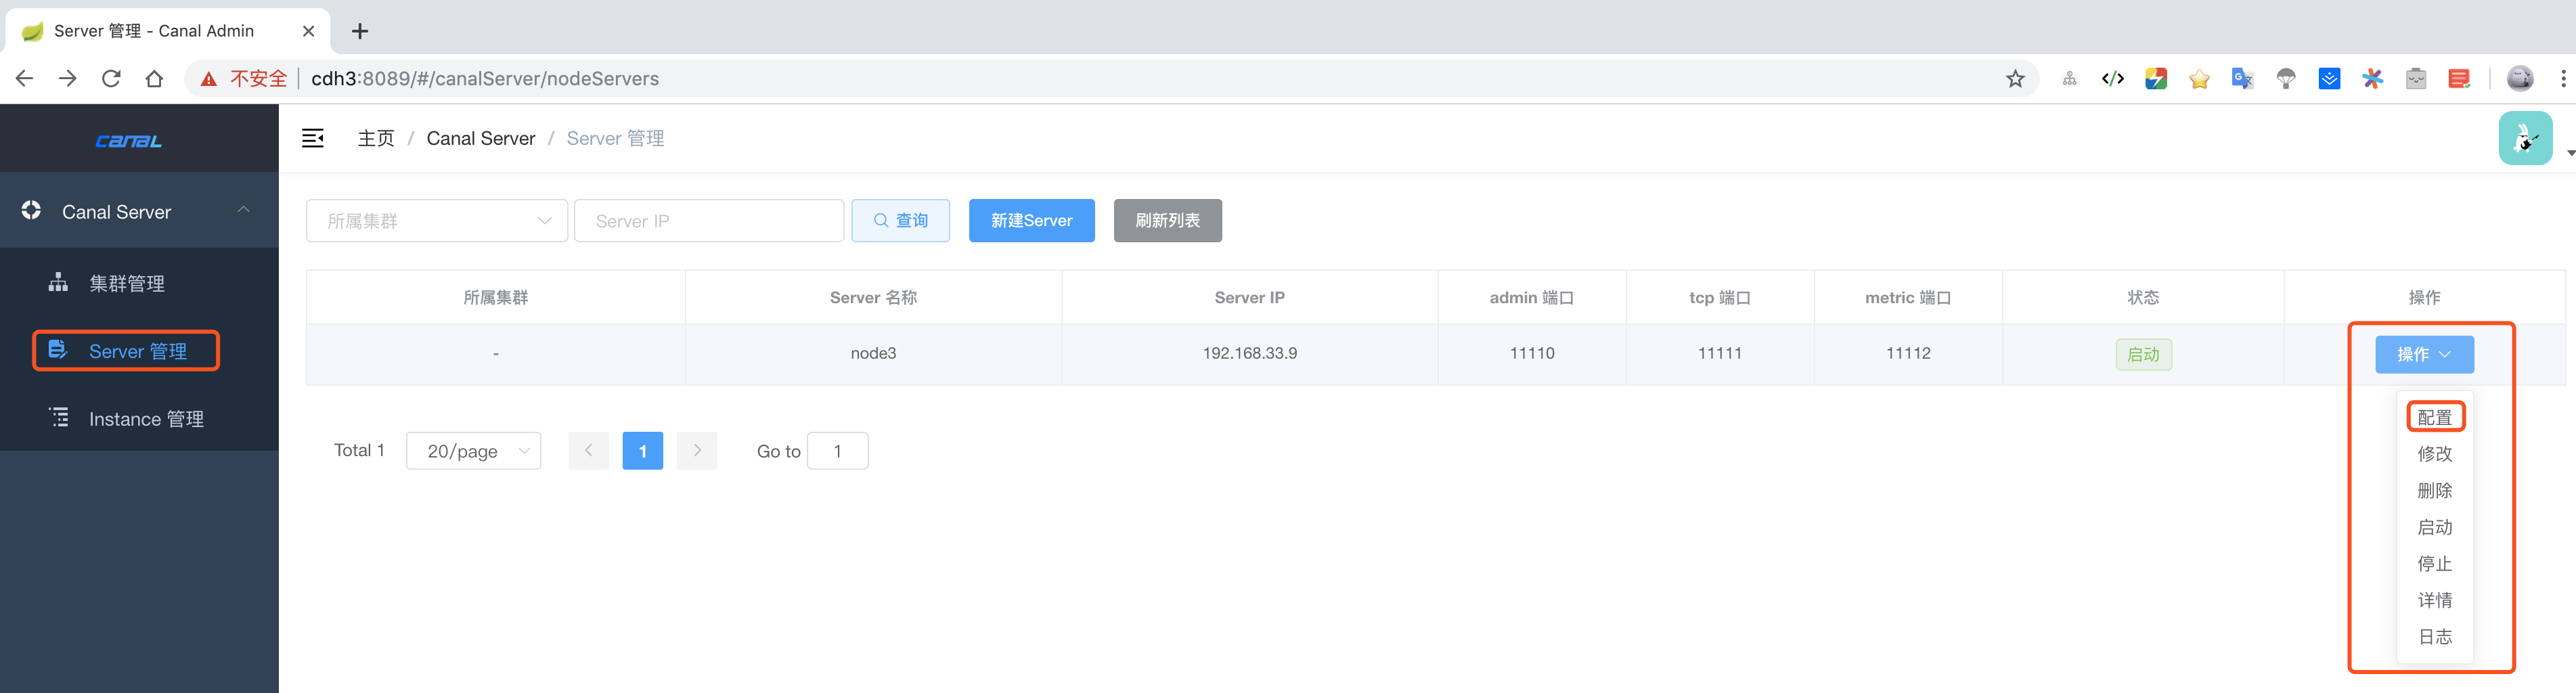 Server 管理 - Canal Admin
不安全 cdh3:8089/#/canalServer/nodeServers
canal
主页 / Canal Server / Server 管理
Canal Server
集群管理
Server 管理
Instance 管理
所属集群 Server IP 查询 新建Server 刷新列表
所属集群 Server 名称 Server IP admin 端口 tcp 端口 metric 端口 状态 操作
- node3 192.168.33.9 11110 11111 11112 启动 操作
Total 1 20/page 1 Go to 1
配置
修改
删除
启动
停止
详情
日志